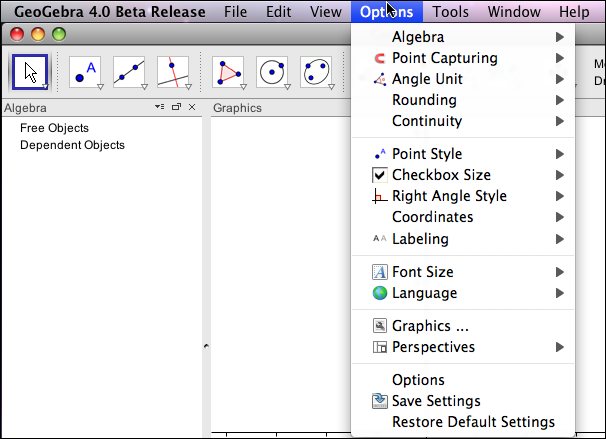 GeoGebra 4.0 Beta Release File Edit View Options Tools Window Help
A
Mo
Dr
Algebra
Graphics
Free Objects
Dependent Objects
Algebra
Point Capturing
Angle Unit
Rounding
Continuity
A Point Style
Checkbox Size
Right Angle Style
Coordinates
AA Labeling
A Font Size
Language
Graphics ...
Perspectives
Options
Save Settings
Restore Default Settings